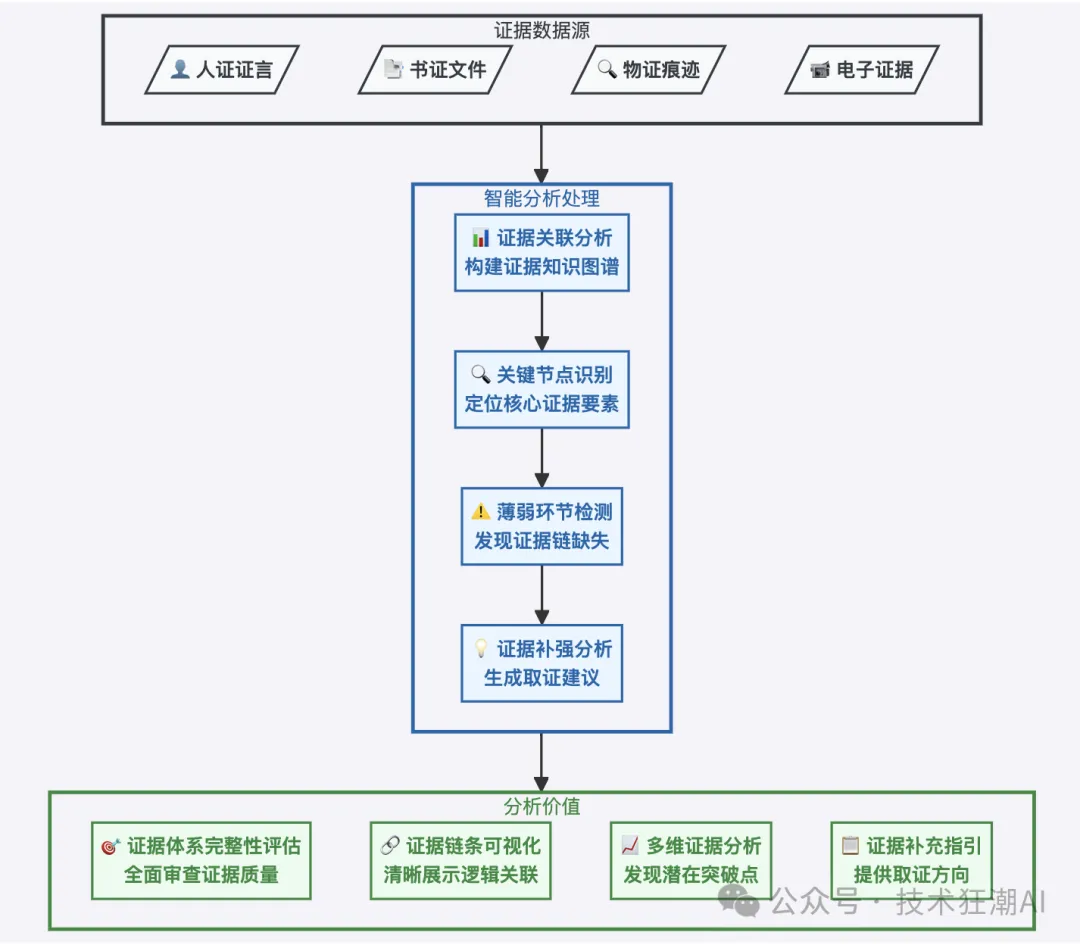 证据数据源
人证证言
书证文件
物证痕迹
电子证据
智能分析处理
证据关联分析
构建证据知识图谱
关键节点识别
定位核心证据要素
薄弱环节检测
发现证据链缺失
证据补强分析
生成取证建议
分析价值
证据体系完整性评估
全面审查证据质量
证据链条可视化
清晰展示逻辑关联
多维证据分析
发现潜在突破点
证据补充指引
提供取证方向
公众号 · 技术狂潮AI